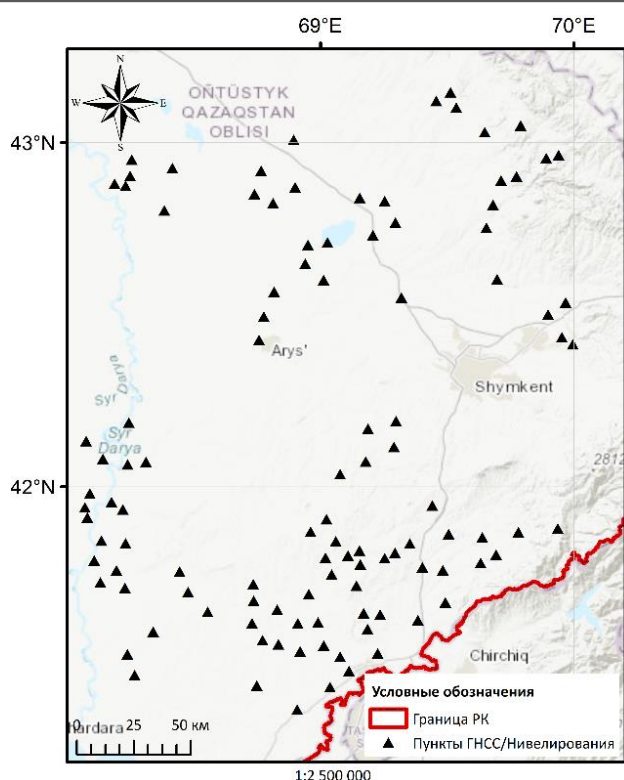 69°E 70°E
N
W E
S
OŃTÚSTYK
QAZAQSTAN
OBLISI
43°N
Arys'
Shymkent
Syr Darya
Syr
Darya
42°N
2812
Chirchiq
Условные обозначения
Граница РК
Пункты ГНСС/Нивелирования
hardara
0 25 50 км
1:2 500 000